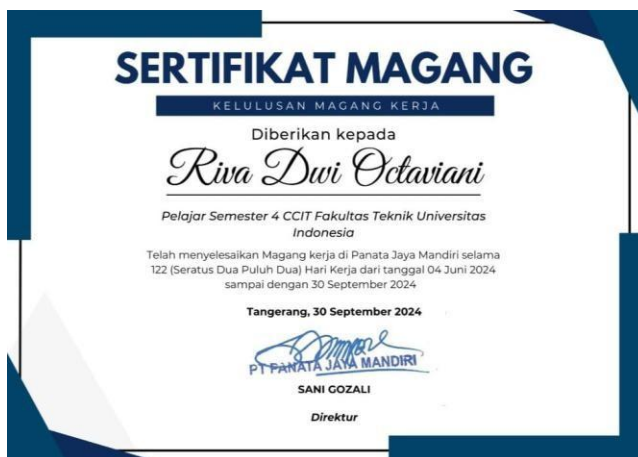 SERTIFIKAT MAGANG
KELULUSAN MAGANG KERJA
Diberikan kepada
Riva Dwi Octaviani
Pelajar Semester 4 CCIT Fakultas Teknik Universitas
Indonesia
Telah menyelesaikan Magang kerja di Panata Jaya Mandiri selama
122 (Seratus Dua Puluh Dua) Hari Kerja dari tanggal 04 Juni 2024
sampai dengan 30 September 2024
Tangerang, 30 September 2024
PT PANATA JAYA MANDIRI
SANI GOZALI
Direktur